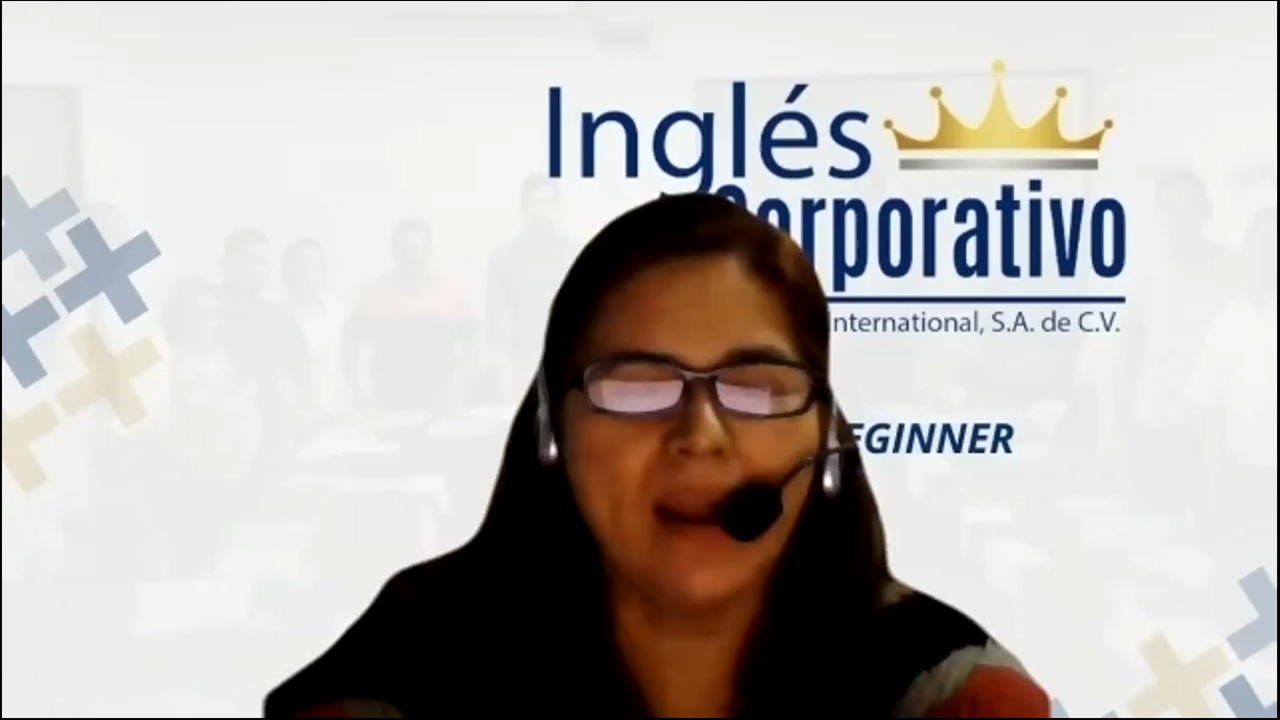 Inglés
Corporativo
International, S.A. de C.V.
BEGINNER